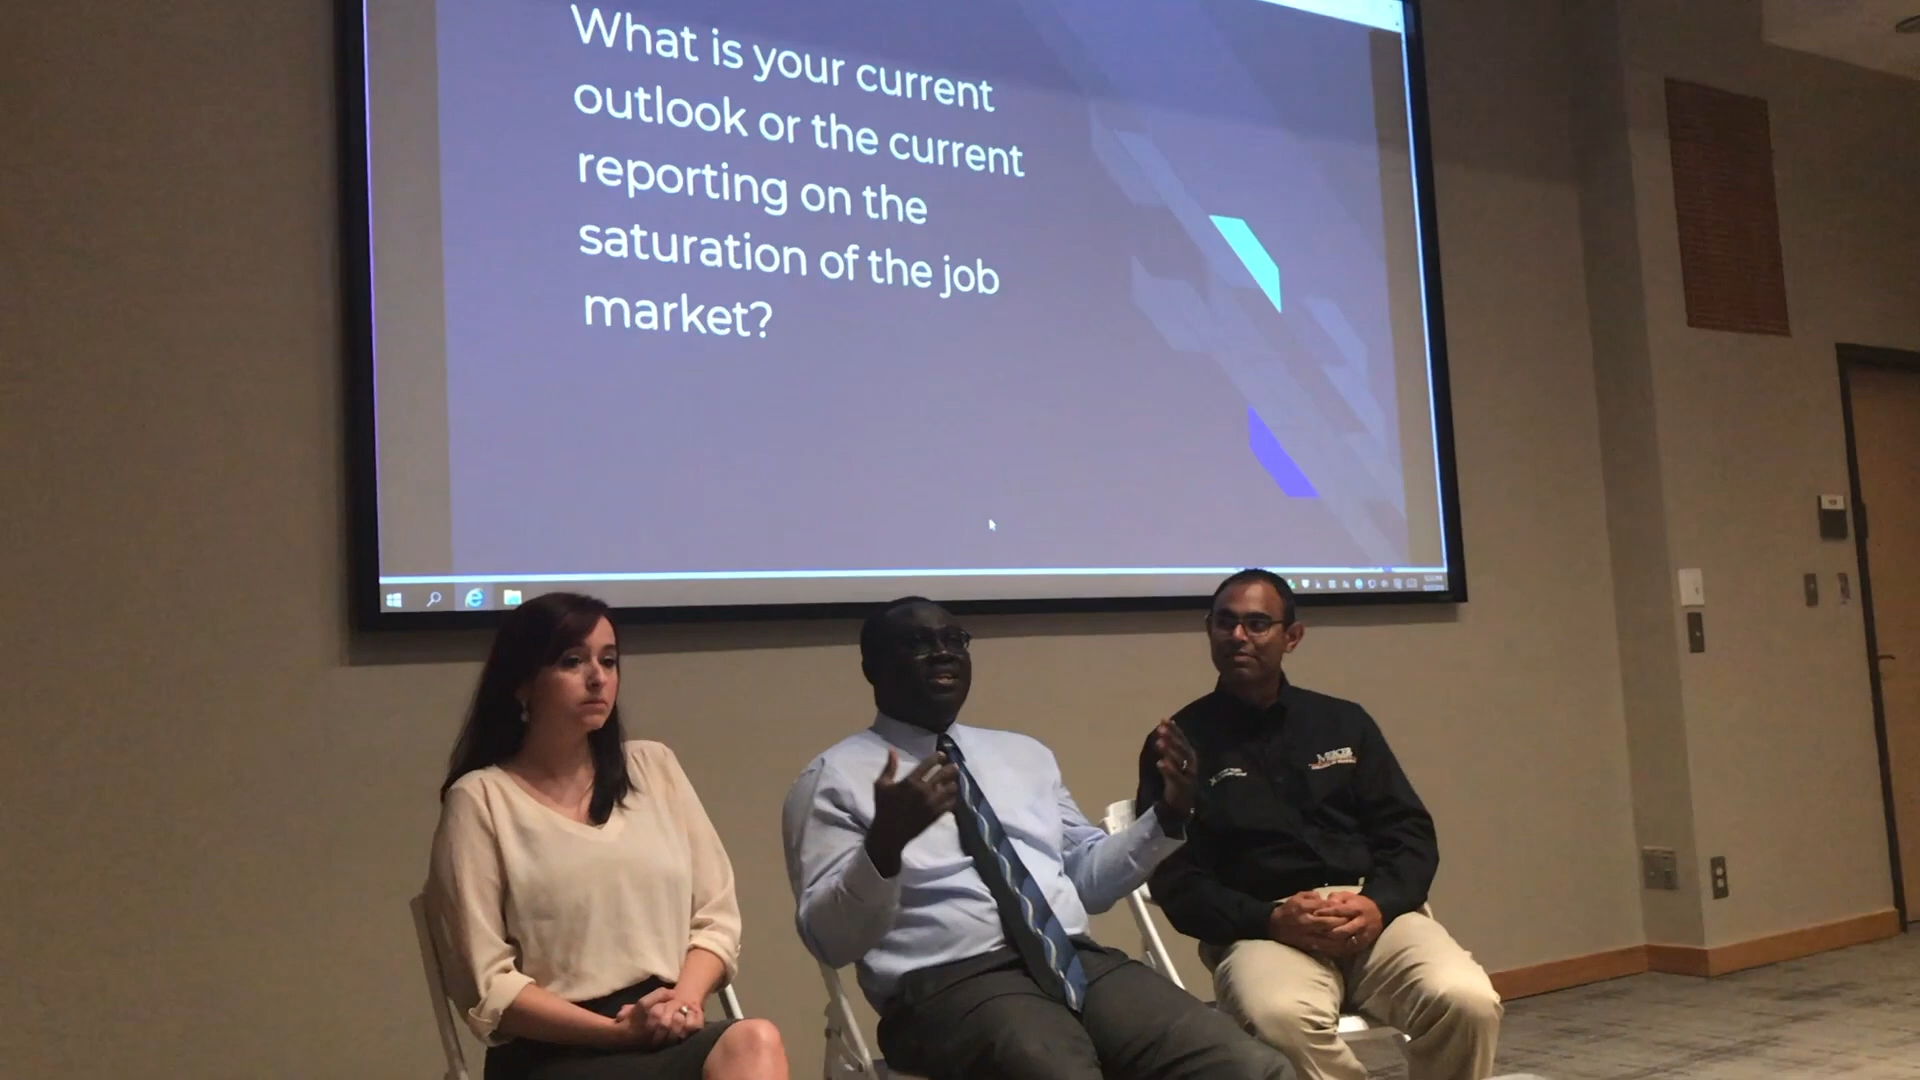 What is your current
outlook or the current
reporting on the
saturation of the job
market?